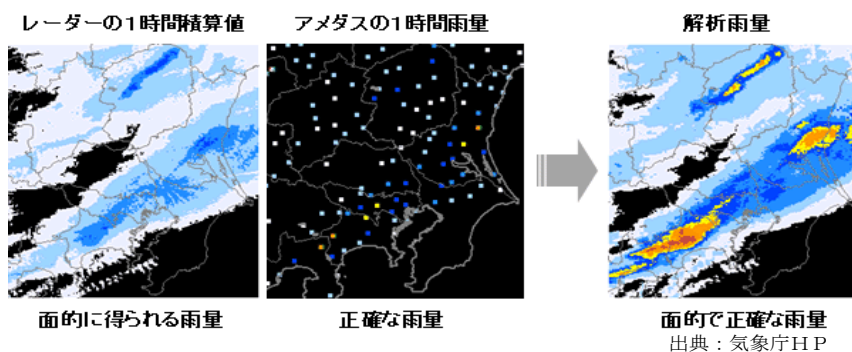 レーダーの１時間積算値
アメダスの１時間雨量
解析雨量
面的に得られる雨量
正確な雨量
面的で正確な雨量
出典：気象庁ＨＰ